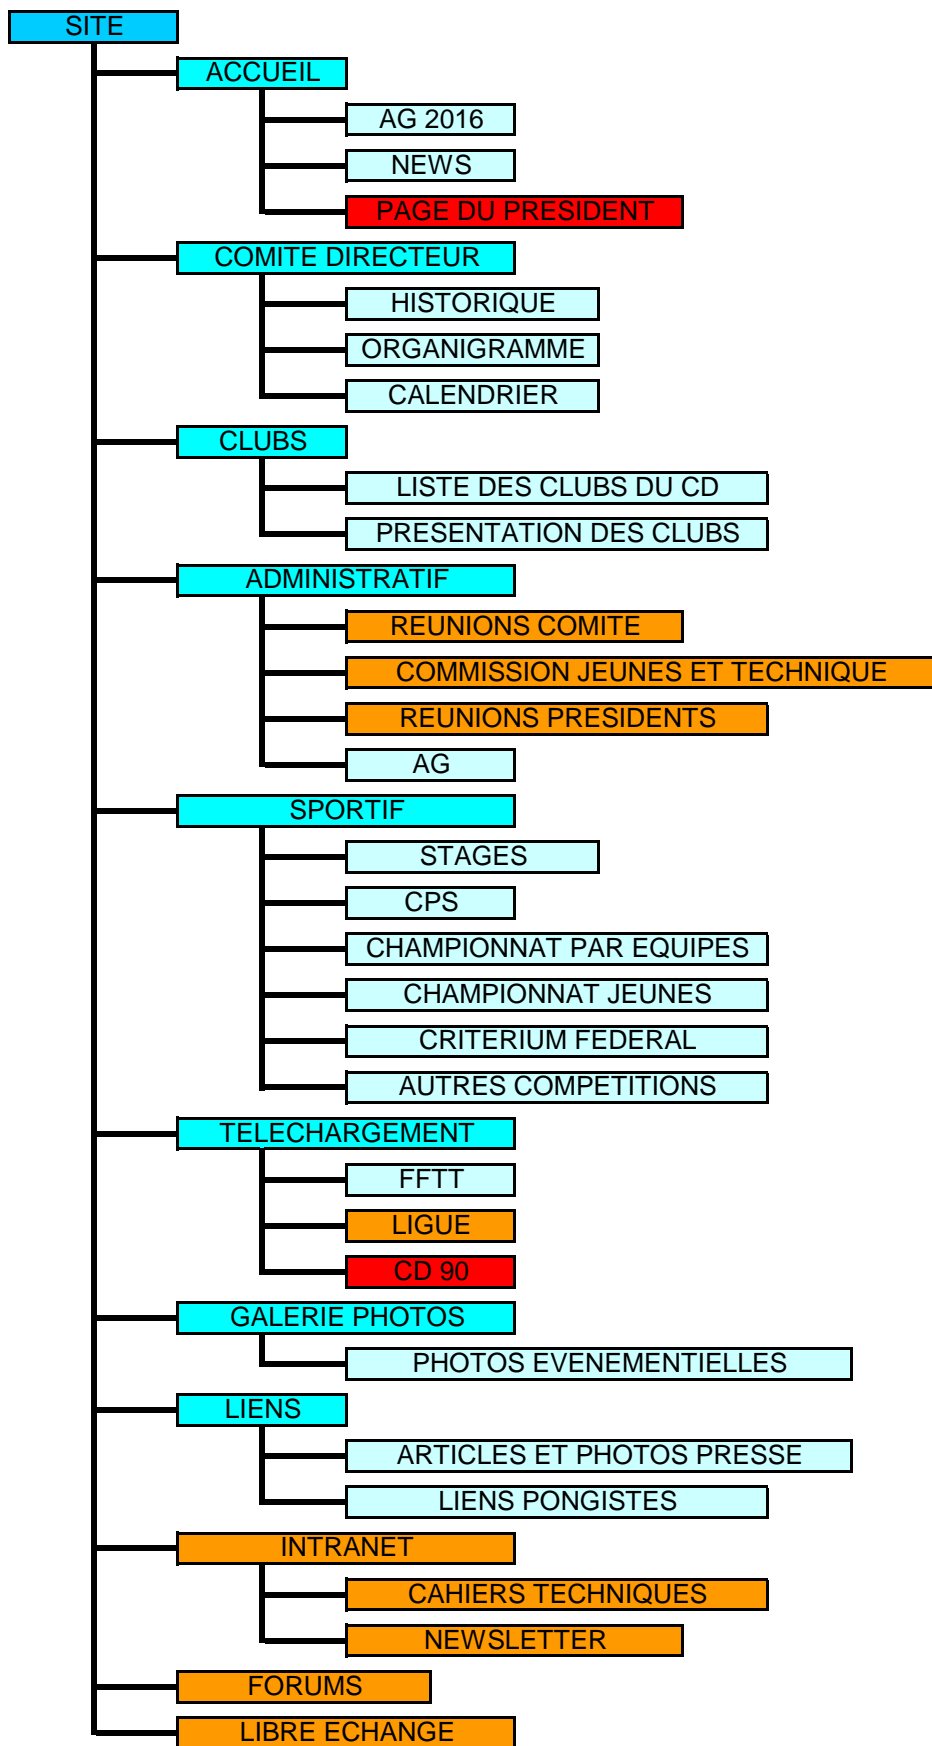 SITE
ACCUEIL
AG 2016
NEWS
PAGE DU PRESIDENT
COMITE DIRECTEUR
HISTORIQUE
ORGANIGRAMME
CALENDRIER
CLUBS
LISTE DES CLUBS DU CD
PRESENTATION DES CLUBS
ADMINISTRATIF
REUNIONS COMITE
COMMISSION JEUNES ET TECHNIQUE
REUNIONS PRESIDENTS
AG
SPORTIF
STAGES
CPS
CHAMPIONNAT PAR EQUIPES
CHAMPIONNAT JEUNES
CRITERIUM FEDERAL
AUTRES COMPETITIONS
TELECHARGEMENT
FFTT
LIGUE
CD 90
GALERIE PHOTOS
PHOTOS EVENEMENTIELLES
LIENS
ARTICLES ET PHOTOS PRESSE
LIENS PONGISTES
INTRANET
CAHIERS TECHNIQUES
NEWSLETTER
FORUMS
LIBRE ECHANGE